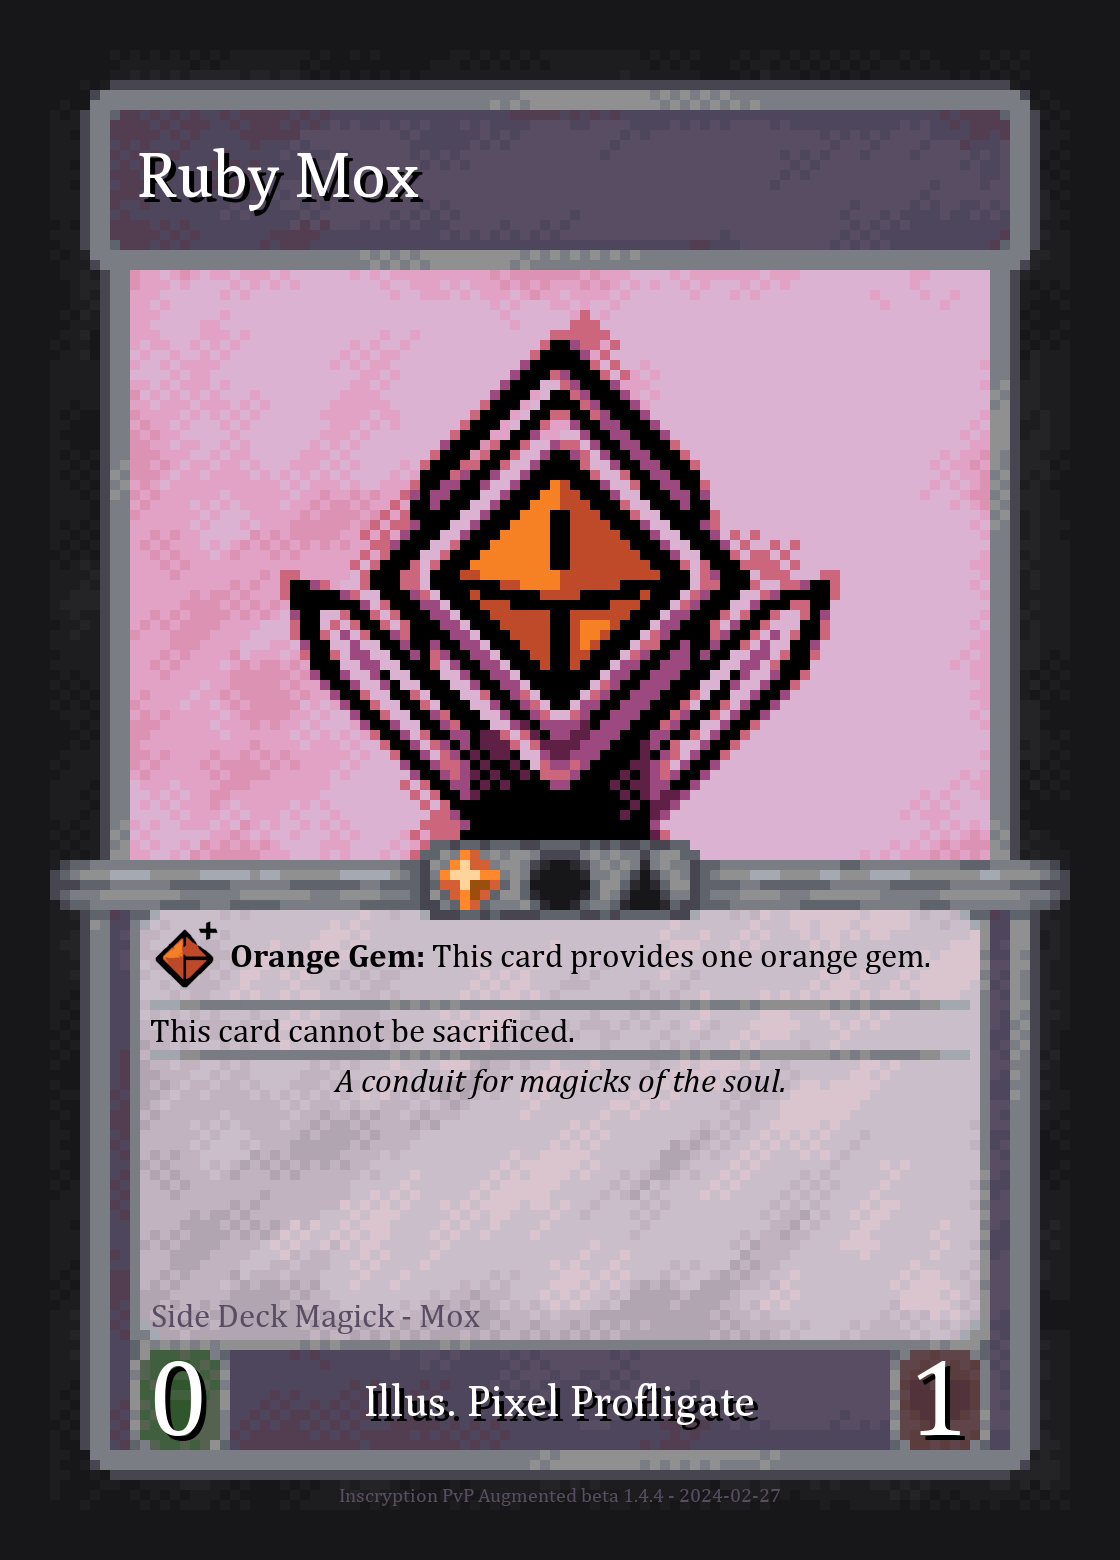 Ruby Mox
Orange Gem: This card provides one orange gem.
This card cannot be sacrificed.
A conduit for magicks of the soul.
Side Deck Magick - Mox
0
Illus. Pixel Profligate
1
Inscryption PvP Augmented beta 1.4.4 - 2024-02-27